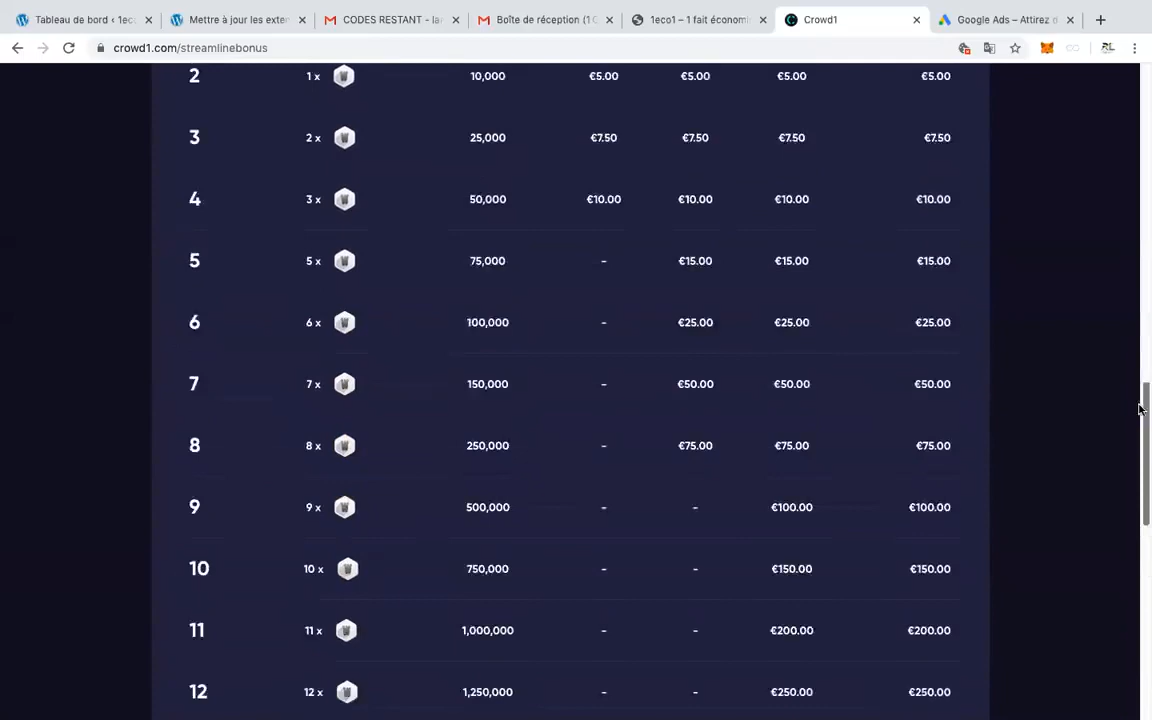 Tableau de bord ‹ 1ec
Mettre à jour les exter
CODES RESTANT - la
Boîte de réception (1
1eco1 – 1 fait économ
Crowd1
Google Ads – Attirez d
crowd1.com/streamlinebonus
2 1 x 10,000 €5.00 €5.00 €5.00 €5.00
3 2 x 25,000 €7.50 €7.50 €7.50 €7.50
4 3 x 50,000 €10.00 €10.00 €10.00 €10.00
5 5 x 75,000 - €15.00 €15.00 €15.00
6 6 x 100,000 - €25.00 €25.00 €25.00
7 7 x 150,000 - €50.00 €50.00 €50.00
8 8 x 250,000 - €75.00 €75.00 €75.00
9 9 x 500,000 - - €100.00 €100.00
10 10 x 750,000 - - €150.00 €150.00
11 11 x 1,000,000 - - €200.00 €200.00
12 12 x 1,250,000 - - €250.00 €250.00